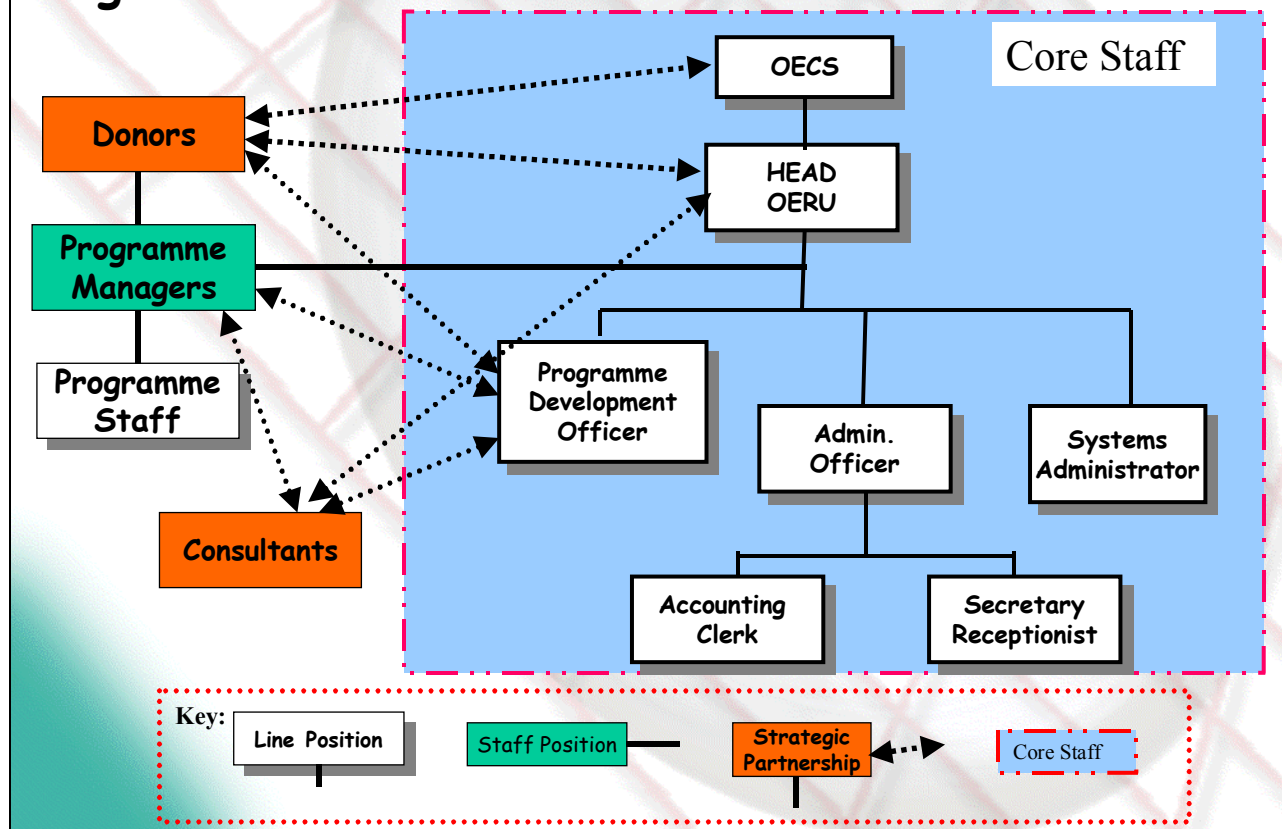 Core Staff
OECS
Donors
HEAD
OERU
Programme
Managers
Programme
Staff
Programme
Development
Officer
Admin.
Officer
Systems
Administrator
Consultants
Accounting
Clerk
Secretary
Receptionist
Key:
Line Position
Staff Position
Strategic
Partnership
Core Staff